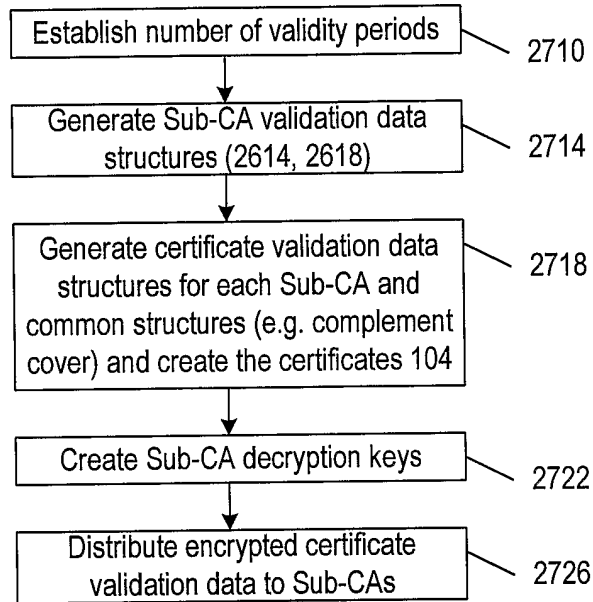 Establish number of validity periods
2710
Generate Sub-CA validation data
structures (2614, 2618)
2714
Generate certificate validation data
structures for each Sub-CA and
common structures (e.g. complement
cover) and create the certificates 104
2718
Create Sub-CA decryption keys
2722
Distribute encrypted certificate
validation data to Sub-CAs
2726